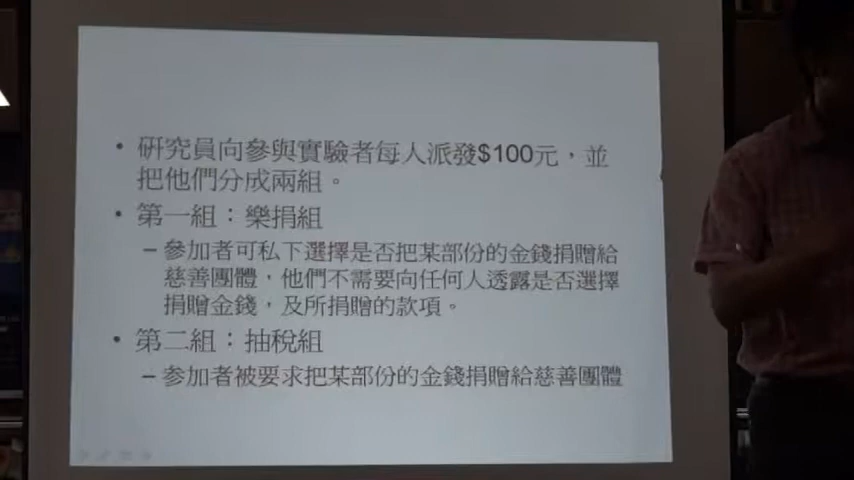 • 研究員向參與實驗者每人派發$100元，並
把他們分成兩組。
• 第一組：樂捐組
– 參加者可私下選擇是否把某部份的金錢捐贈給
慈善團體，他們不需要向任何人透露是否選擇
捐贈金錢，及所捐贈的款項。
• 第二組：抽稅組
– 參加者被要求把某部份的金錢捐贈給慈善團體